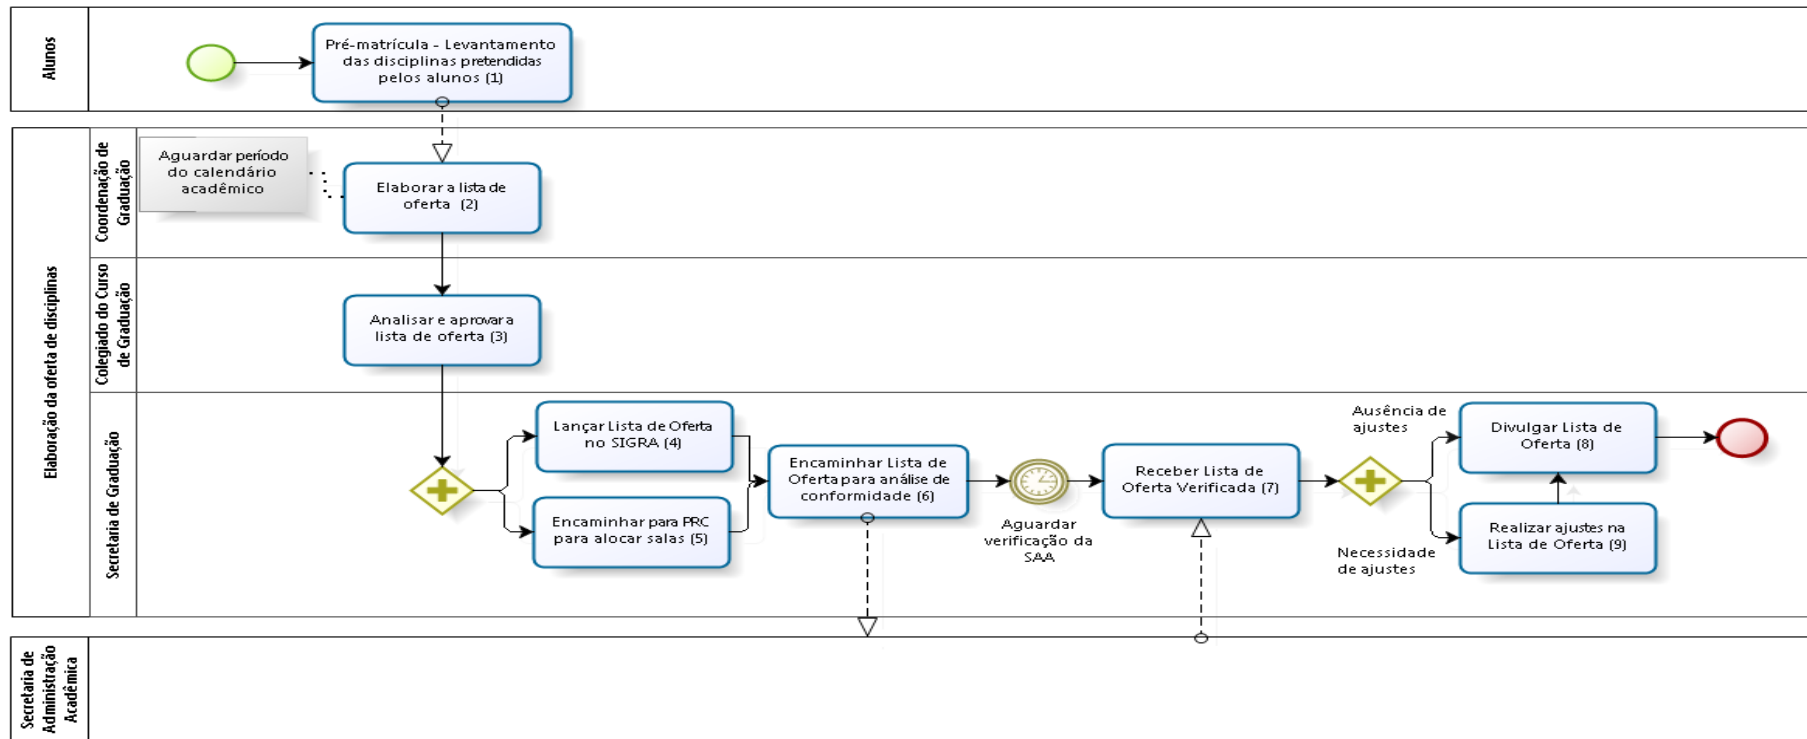 Alunos
Pré-matrícula - Levantamento
das disciplinas pretendidas
pelos alunos (1)
Elaboração da oferta de disciplinas
Coordenação de
Graduação
Aguardar período
do calendário
acadêmico
Elaborar a lista de
oferta (2)
Colegiado do Curso
de Graduação
Analisar e aprovar a
lista de oferta (3)
Secretaria de Graduação
Lançar Lista de Oferta
no SIGRA (4)
Encaminhar para PRC
para alocar salas (5)
Encaminhar Lista de
Oferta para análise de
conformidade (6)
Aguardar
verificação da
SAA
Receber Lista de
Oferta Verificada (7)
Ausência de
ajustes
Necessidade
de ajustes
Divulgar Lista de
Oferta (8)
Realizar ajustes na
Lista de Oferta (9)
Secretaria de
Administração
Acadêmica